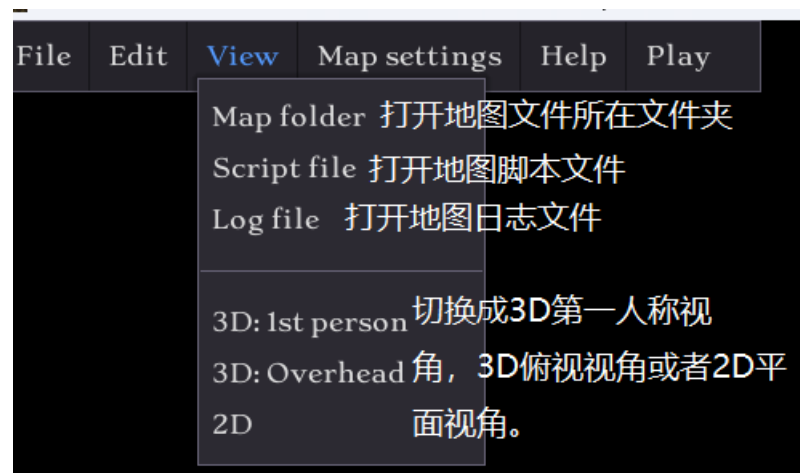 File Edit View Map settings Help Play
Map folder 打开地图文件所在文件夹
Script file 打开地图脚本文件
Log file 打开地图日志文件
3D: 1st person 切换成3D第一人称视
3D: Overhead 角，3D俯视视角或者2D平
2D 面视角。